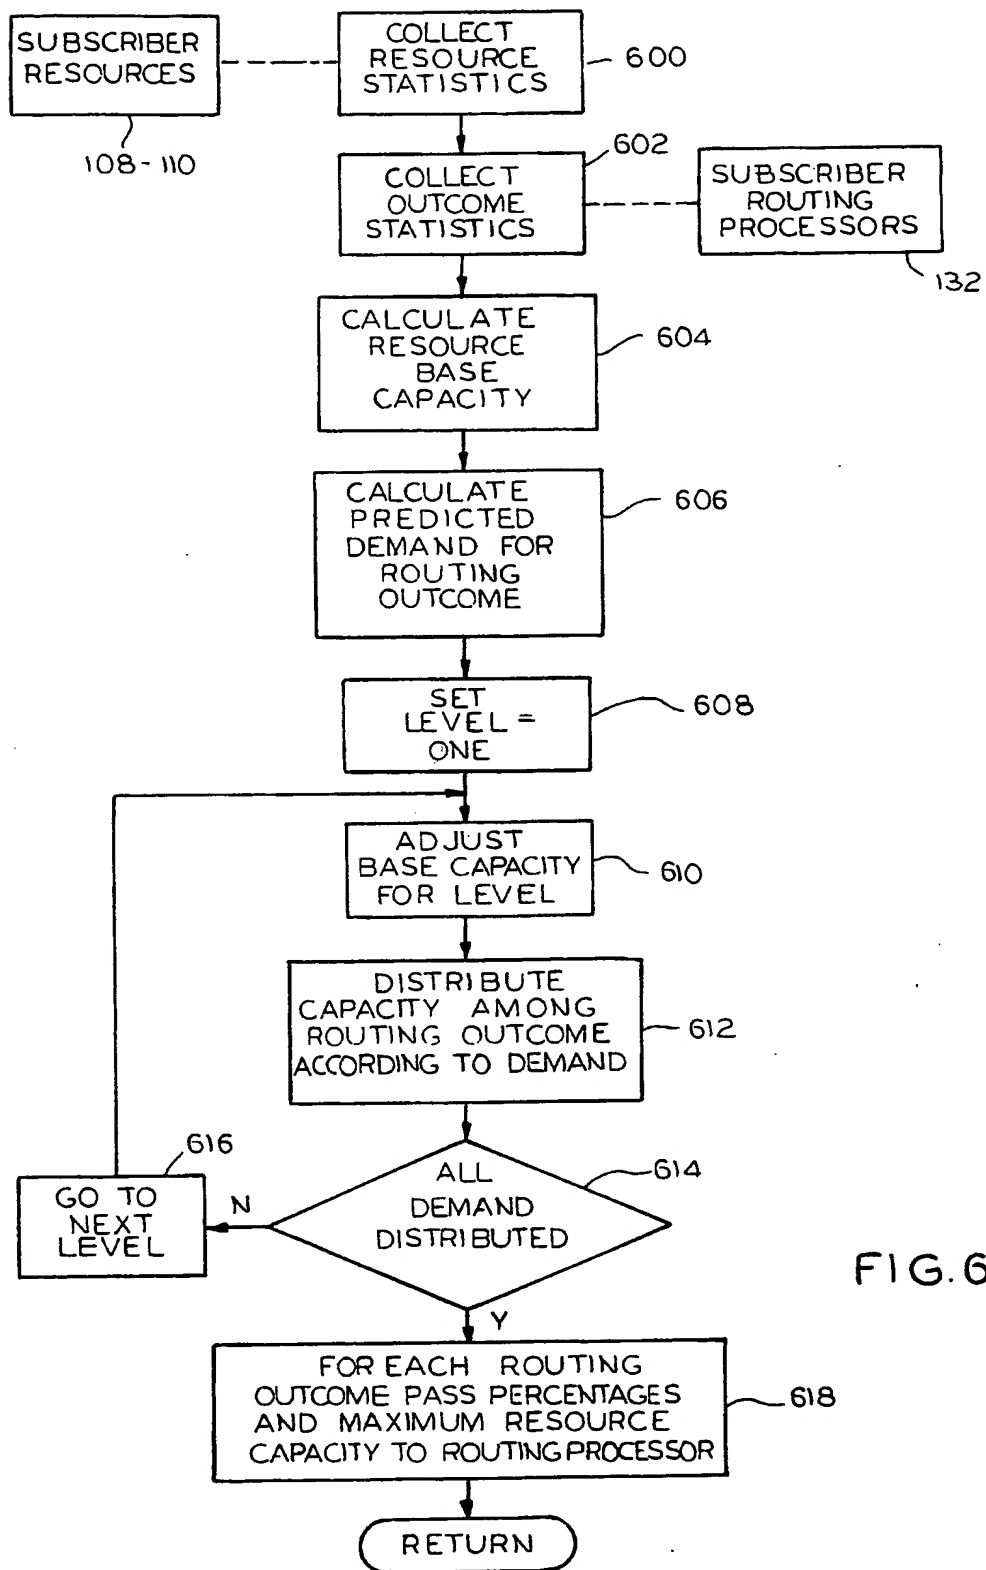 SUBSCRIBER
RESOURCES
108-110
COLLECT
RESOURCE
STATISTICS
600
COLLECT
OUTCOME
STATISTICS
602
SUBSCRIBER
ROUTING
PROCESSORS
132
CALCULATE
RESOURCE
BASE
CAPACITY
604
CALCULATE
PREDICTED
DEMAND FOR
ROUTING
OUTCOME
606
SET
LEVEL =
ONE
608
ADJUST
BASE CAPACITY
FOR LEVEL
610
DISTRIBUTE
CAPACITY AMONG
ROUTING OUTCOME
ACCORDING TO DEMAND
612
ALL
DEMAND
DISTRIBUTED
614
N
GO TO
NEXT
LEVEL
616
Y
FOR EACH ROUTING
OUTCOME PASS PERCENTAGES
AND MAXIMUM RESOURCE
CAPACITY TO ROUTING PROCESSOR
618
RETURN
FIG.6